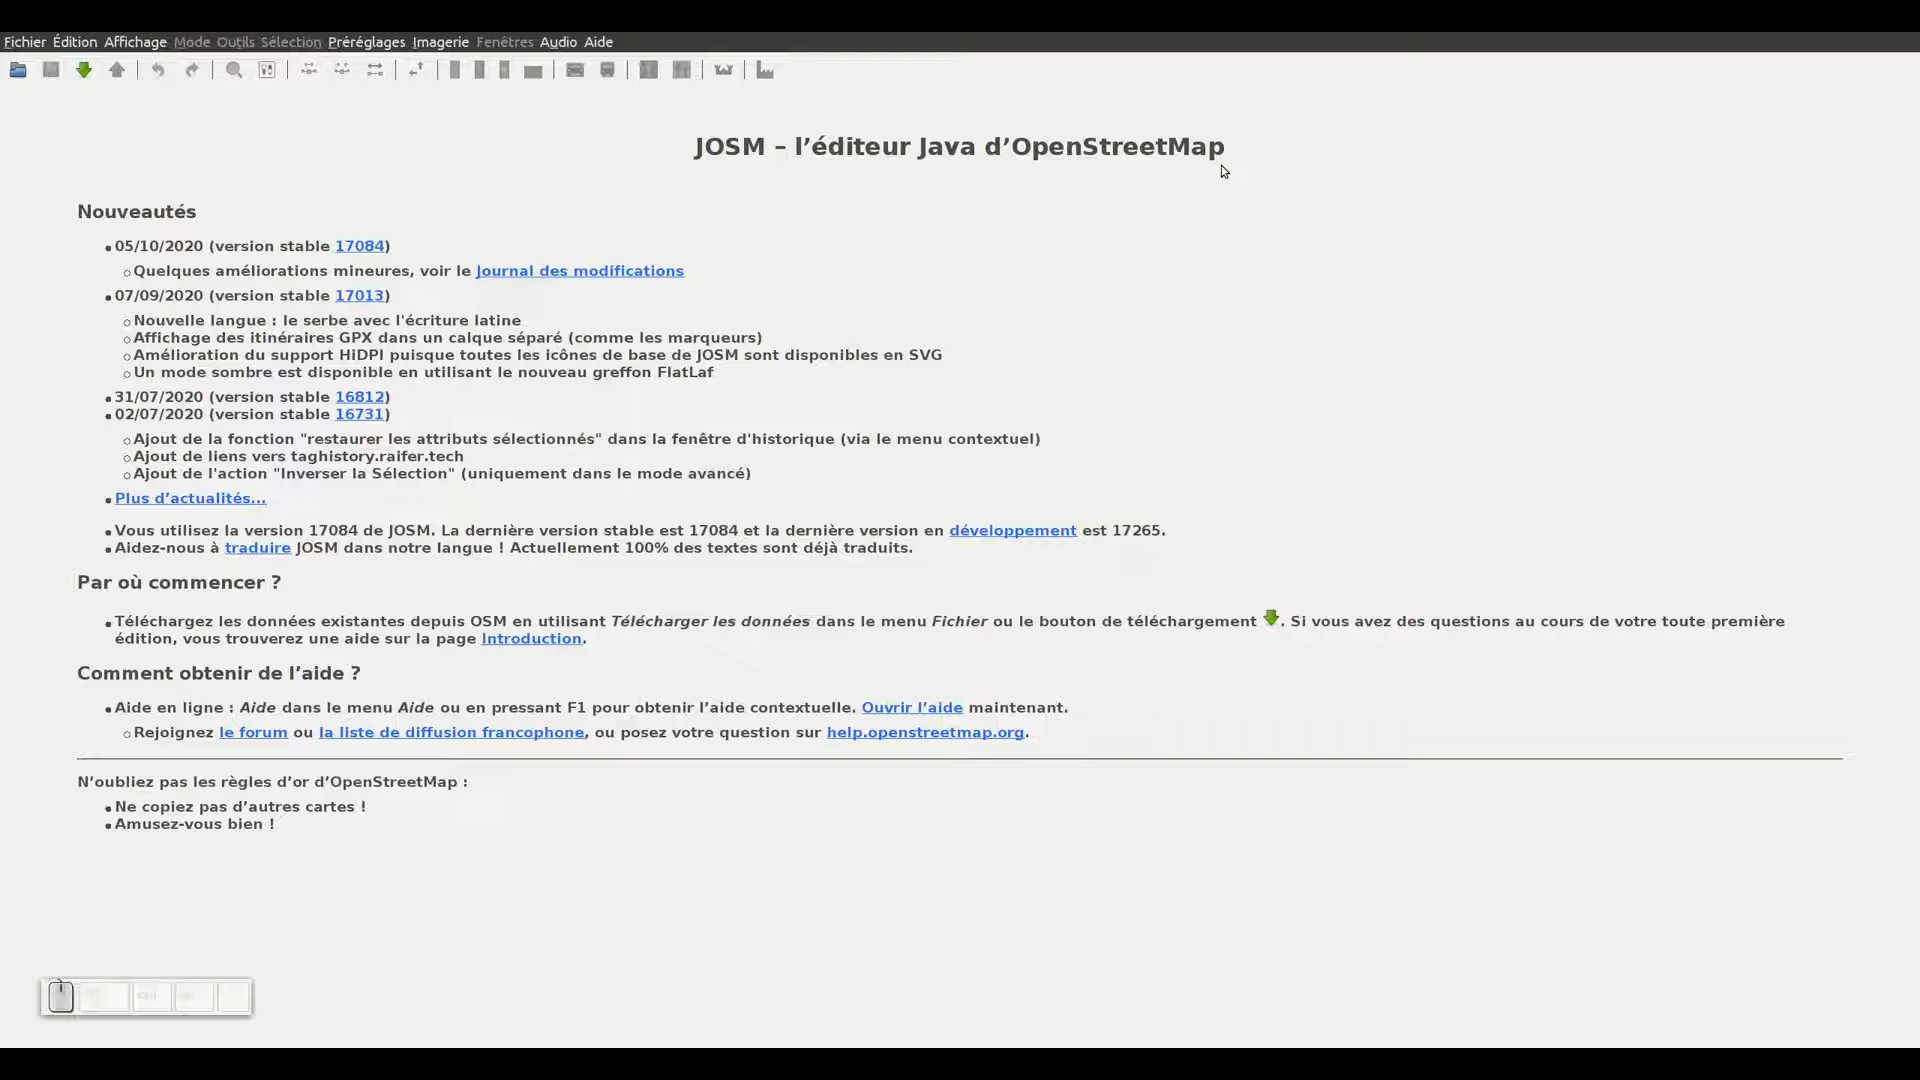 Fichier Édition Affichage Mode Outils Sélection Préréglages Imagerie Fenêtres Audio Aide
JOSM – l’éditeur Java d’OpenStreetMap
Nouveautés
05/10/2020 (version stable 17084)
Quelques améliorations mineures, voir le Journal des modifications
07/09/2020 (version stable 17013)
Nouvelle langue : le serbe avec l'écriture latine
Affichage des itinéraires GPX dans un calque séparé (comme les marqueurs)
Amélioration du support HiDPI puisque toutes les icônes de base de JOSM sont disponibles en SVG
Un mode sombre est disponible en utilisant le nouveau greffon FlatLaf
31/07/2020 (version stable 16812)
02/07/2020 (version stable 16731)
Ajout de la fonction "restaurer les attributs sélectionnés" dans la fenêtre d'historique (via le menu contextuel)
Ajout de liens vers taghistory.raifer.tech
Ajout de l'action "Inverser la Sélection" (uniquement dans le mode avancé)
Plus d’actualités...
Vous utilisez la version 17084 de JOSM. La dernière version stable est 17084 et la dernière version en développement est 17265.
Aidez-nous à traduire JOSM dans notre langue ! Actuellement 100% des textes sont déjà traduits.
Par où commencer ?
Téléchargez les données existantes depuis OSM en utilisant Télécharger les données dans le menu Fichier ou le bouton de téléchargement . Si vous avez des questions au cours de votre toute première
édition, vous trouverez une aide sur la page Introduction.
Comment obtenir de l’aide ?
Aide en ligne : Aide dans le menu Aide ou en pressant F1 pour obtenir l’aide contextuelle. Ouvrir l’aide maintenant.
Rejoignez le forum ou la liste de diffusion francophone, ou posez votre question sur help.openstreetmap.org.
N’oubliez pas les règles d’or d’OpenStreetMap :
Ne copiez pas d’autres cartes !
Amusez-vous bien !